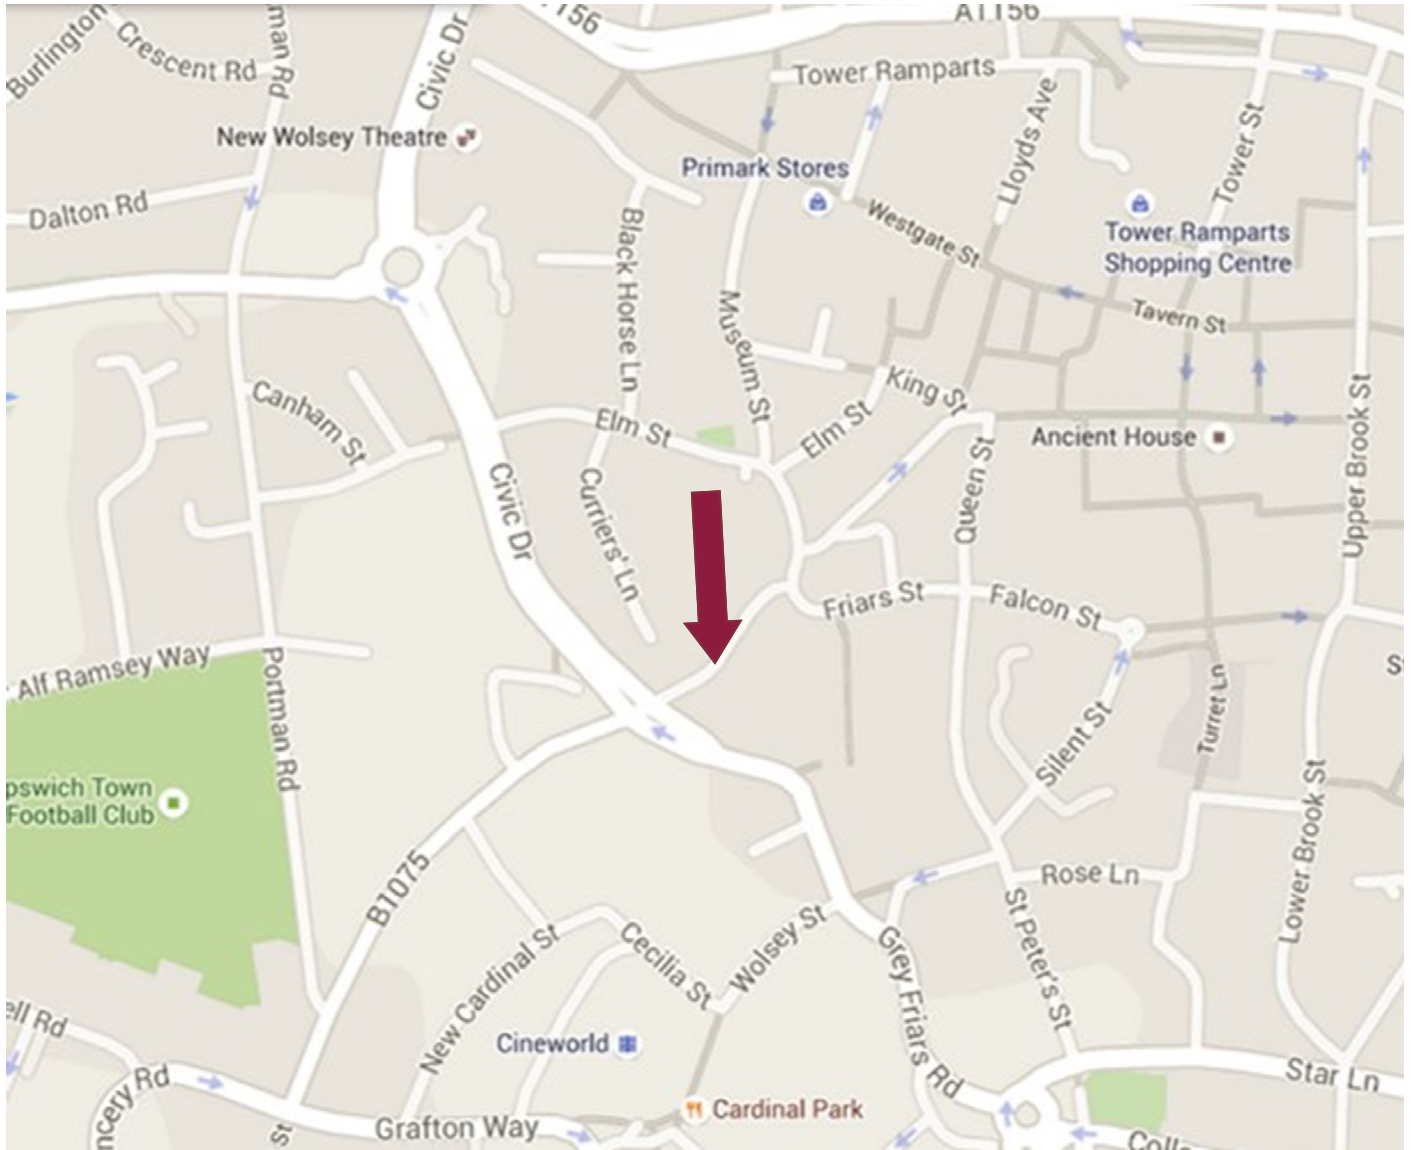 A1156
1156
Civic Dr
Burlington
Crescent Rd
man Rd
Tower Ramparts
New Wolsey Theatre
Lloyds Ave
Tower St
Primark Stores
Dalton Rd
Black Horse Ln
Westgate St
Tower Ramparts
Shopping Centre
Museum St
Tavern St
Canham St
King St
Elm St
Elm St
Ancient House
Upper Brook St
Civic Dr
Curriers' Ln
Queen St
Friars St
Falcon St
Alf Ramsey Way
Portman Rd
Turret Ln
S
Silent St
pswich Town
Football Club
Lower Brook St
B1075
Rose Ln
St Peter's St
Wolsey St
Cecilia St
New Cardinal St
Grey Friars Rd
ell Rd
Cineworld
ncery Rd
Star Ln
Cardinal Park
Grafton Way
St
Colle